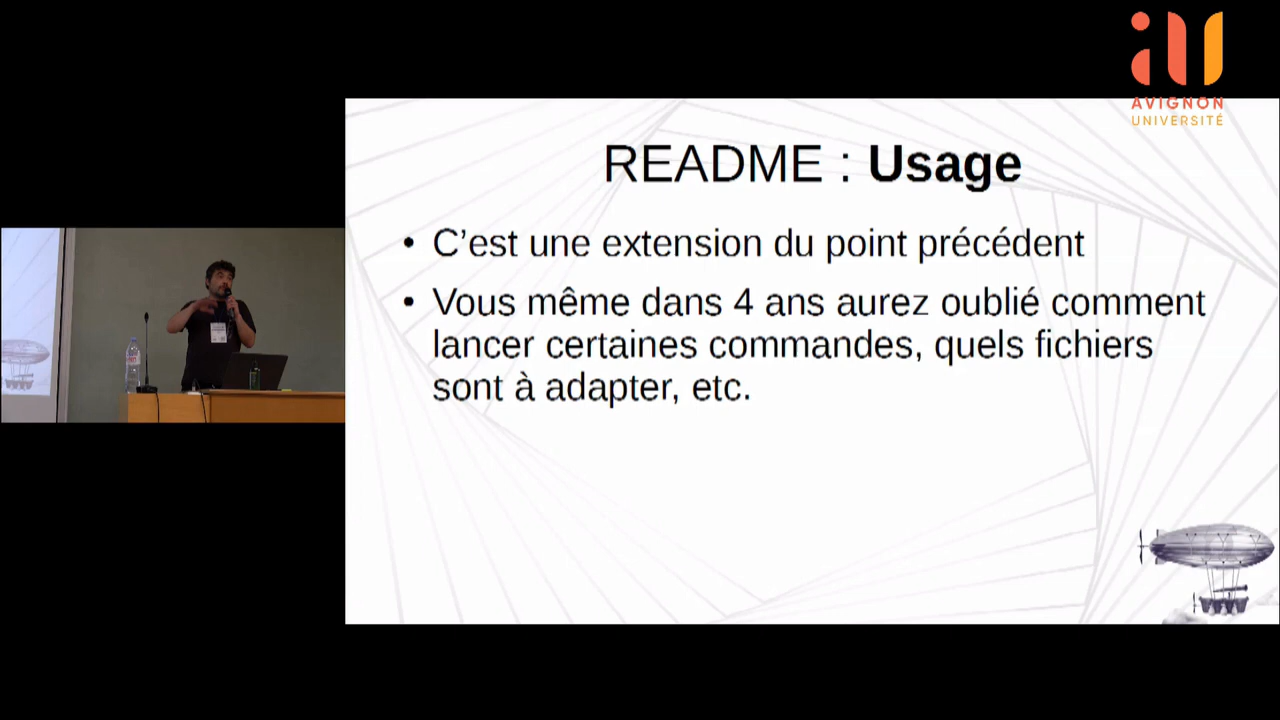 AVIGNON
UNIVERSITÉ
README : Usage
• C’est une extension du point précédent
• Vous même dans 4 ans aurez oublié comment
lancer certaines commandes, quels fichiers
sont à adapter, etc.